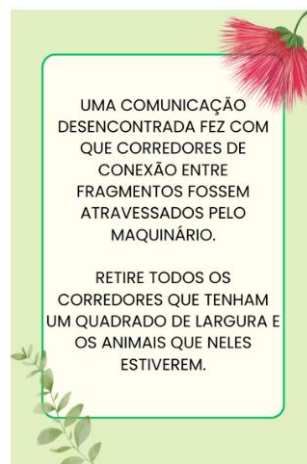 UMA COMUNICAÇÃO
DESENCONTRADA FEZ COM
QUE CORREDORES DE
CONEXÃO ENTRE
FRAGMENTOS FOSSEM
ATRAVESSADOS PELO
MAQUINÁRIO.
RETIRE TODOS OS
CORREDORES QUE TENHAM
UM QUADRADO DE LARGURA E
OS ANIMAIS QUE NELES
ESTIVEREM.